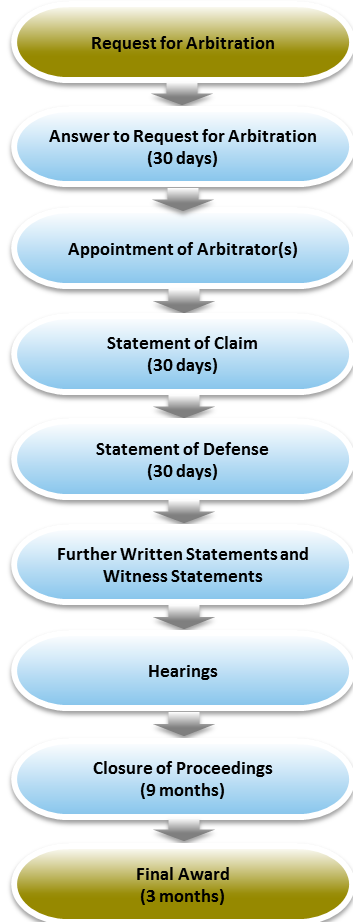 Request for Arbitration
Answer to Request for Arbitration
(30 days)
Appointment of Arbitrator(s)
Statement of Claim
(30 days)
Statement of Defense
(30 days)
Further Written Statements and
Witness Statements
Hearings
Closure of Proceedings
(9 months)
Final Award
(3 months)